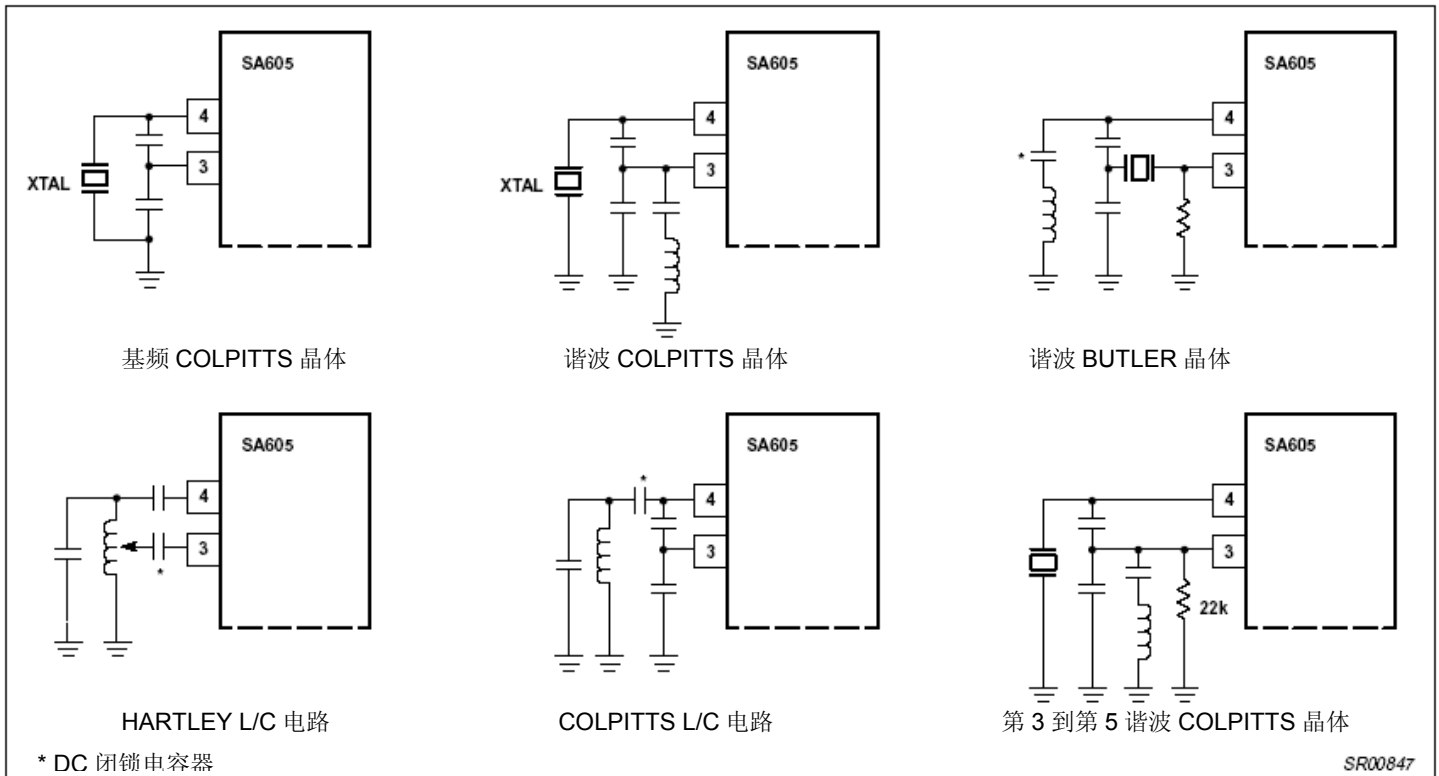 SA605
4
3
XTAL
基频 COLPITTS 晶体
SA605
4
3
XTAL
谐波 COLPITTS 晶体
SA605
4
3
*
谐波 BUTLER 晶体
SA605
4
3
*
HARTLEY L/C 电路
SA605
4
3
*
COLPITTS L/C 电路
SA605
4
3
22k
第 3 到第 5 谐波 COLPITTS 晶体
* DC 闭锁电容器
SR00847